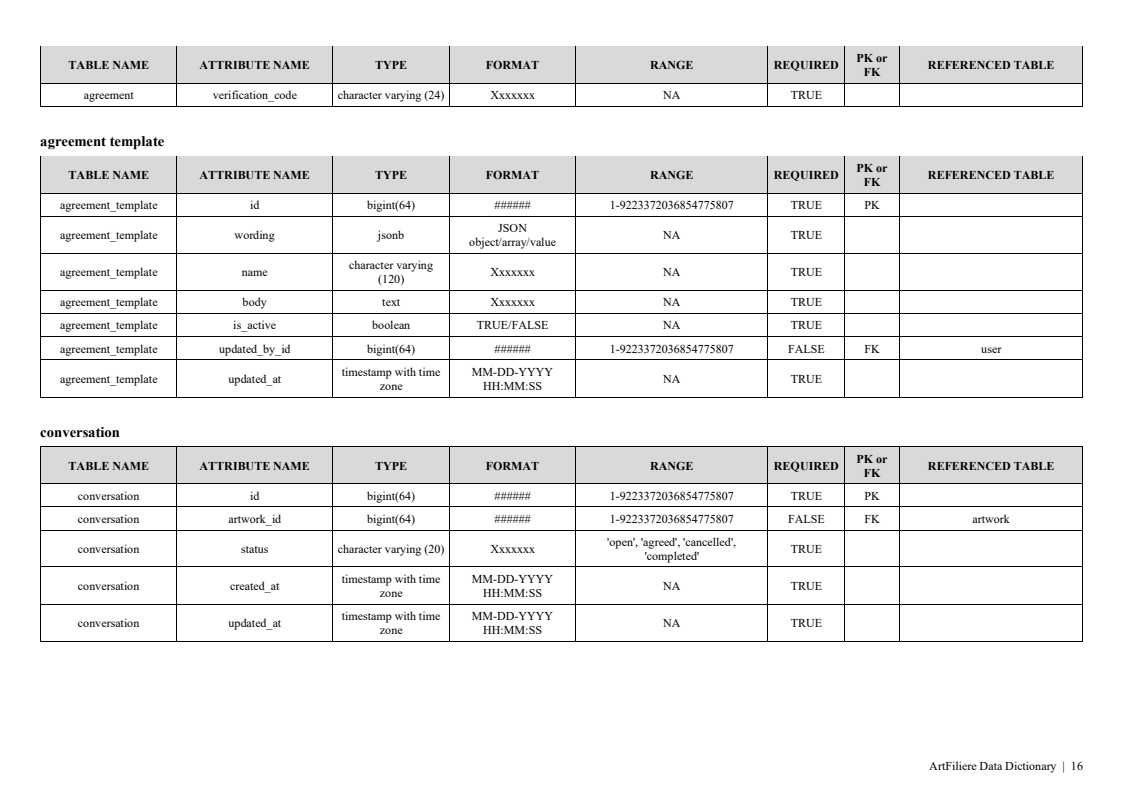 TABLE NAME ATTRIBUTE NAME TYPE FORMAT RANGE REQUIRED PK or FK REFERENCED TABLE
agreement verification_code character varying (24) Xxxxxxx NA TRUE
agreement template
TABLE NAME ATTRIBUTE NAME TYPE FORMAT RANGE REQUIRED PK or FK REFERENCED TABLE
agreement_template id bigint(64) ###### 1-9223372036854775807 TRUE PK
agreement_template wording jsonb JSON object/array/value NA TRUE
agreement_template name character varying (120) Xxxxxxx NA TRUE
agreement_template body text Xxxxxxx NA TRUE
agreement_template is_active boolean TRUE/FALSE NA TRUE
agreement_template updated_by_id bigint(64) ###### 1-9223372036854775807 FALSE FK user
agreement_template updated_at timestamp with time zone MM-DD-YYYY HH:MM:SS NA TRUE
conversation
TABLE NAME ATTRIBUTE NAME TYPE FORMAT RANGE REQUIRED PK or FK REFERENCED TABLE
conversation id bigint(64) ###### 1-9223372036854775807 TRUE PK
conversation artwork_id bigint(64) ###### 1-9223372036854775807 FALSE FK artwork
conversation status character varying (20) Xxxxxxx 'open', 'agreed', 'cancelled', 'completed' TRUE
conversation created_at timestamp with time zone MM-DD-YYYY HH:MM:SS NA TRUE
conversation updated_at timestamp with time zone MM-DD-YYYY HH:MM:SS NA TRUE
ArtFiliere Data Dictionary | 16